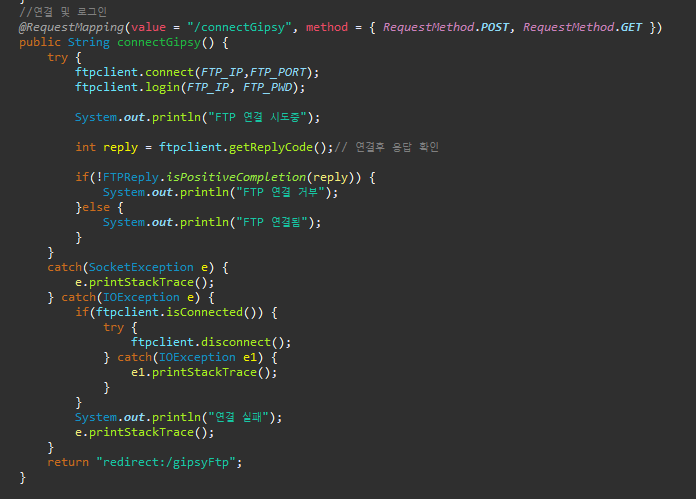 //연결 및 로그인
@RequestMapping(value = "/connectGipsy", method = { RequestMethod.POST, RequestMethod.GET })
public String connectGipsy() {
try {
ftpclient.connect(FTP_IP,FTP_PORT);
ftpclient.login(FTP_IP, FTP_PWD);
System.out.println("FTP 연결 시도중");
int reply = ftpclient.getReplyCode();// 연결후 응답 확인
if(!FTPReply.isPositiveCompletion(reply)) {
System.out.println("FTP 연결 거부");
}else {
System.out.println("FTP 연결됨");
}
}
catch(SocketException e) {
e.printStackTrace();
} catch(IOException e) {
if(ftpclient.isConnected()) {
try {
ftpclient.disconnect();
} catch(IOException e1) {
e1.printStackTrace();
}
}
System.out.println("연결 실패");
e.printStackTrace();
}
return "redirect:/gipsyFtp";
}